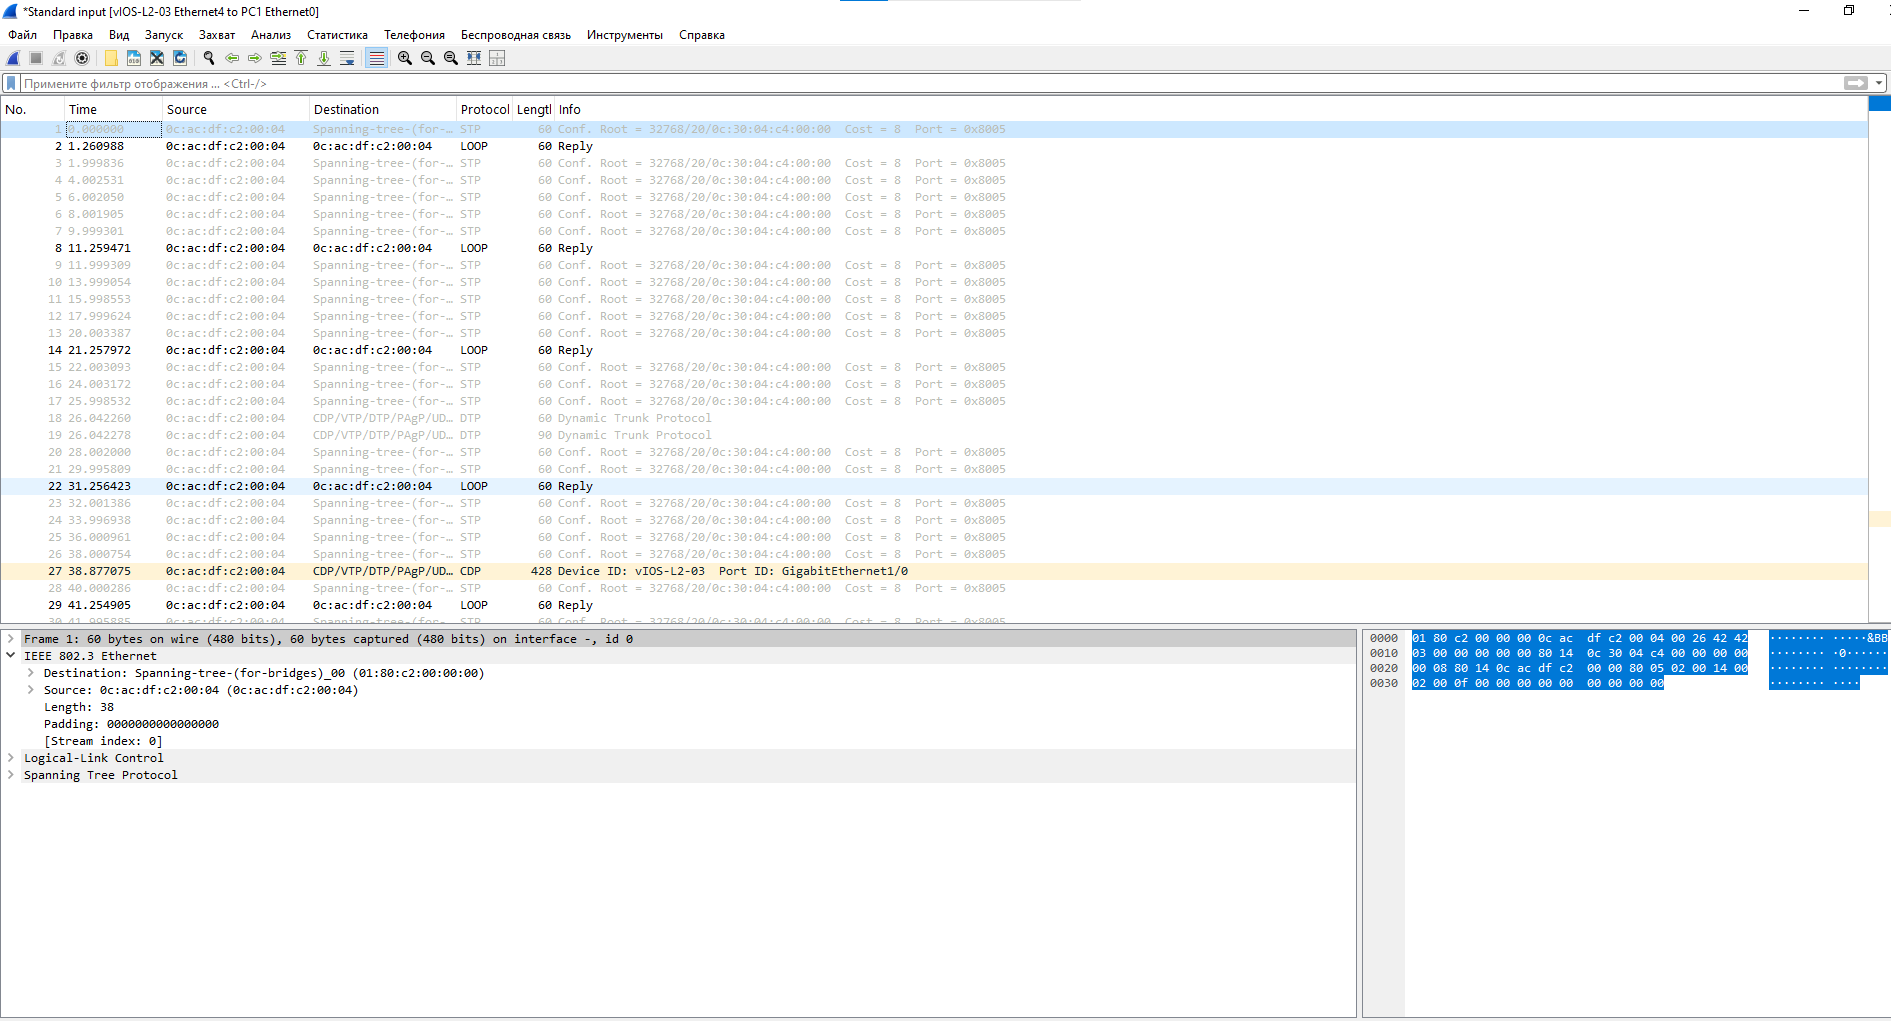 *Standard input [vIOS-L2-03 Ethernet4 to PC1 Ethernet0]
Файл Правка Вид Запуск Захват Анализ Статистика Телефония Беспроводная связь Инструменты Справка
Примените фильтр отображения ... <Ctrl-/>
No. Time Source Destination Protocol Lengtl Info
1 0.000000 0c:ac:df:c2:00:04 Spanning-tree-(for-… STP 60 Conf. Root = 32768/20/0c:30:04:c4:00:00 Cost = 8 Port = 0x8005
2 1.260988 0c:ac:df:c2:00:04 0c:ac:df:c2:00:04 LOOP 60 Reply
3 1.999836 0c:ac:df:c2:00:04 Spanning-tree-(for-… STP 60 Conf. Root = 32768/20/0c:30:04:c4:00:00 Cost = 8 Port = 0x8005
4 4.002531 0c:ac:df:c2:00:04 Spanning-tree-(for-… STP 60 Conf. Root = 32768/20/0c:30:04:c4:00:00 Cost = 8 Port = 0x8005
5 6.002050 0c:ac:df:c2:00:04 Spanning-tree-(for-… STP 60 Conf. Root = 32768/20/0c:30:04:c4:00:00 Cost = 8 Port = 0x8005
6 8.001905 0c:ac:df:c2:00:04 Spanning-tree-(for-… STP 60 Conf. Root = 32768/20/0c:30:04:c4:00:00 Cost = 8 Port = 0x8005
7 9.999301 0c:ac:df:c2:00:04 Spanning-tree-(for-… STP 60 Conf. Root = 32768/20/0c:30:04:c4:00:00 Cost = 8 Port = 0x8005
8 11.259471 0c:ac:df:c2:00:04 0c:ac:df:c2:00:04 LOOP 60 Reply
9 11.999309 0c:ac:df:c2:00:04 Spanning-tree-(for-… STP 60 Conf. Root = 32768/20/0c:30:04:c4:00:00 Cost = 8 Port = 0x8005
10 13.999054 0c:ac:df:c2:00:04 Spanning-tree-(for-… STP 60 Conf. Root = 32768/20/0c:30:04:c4:00:00 Cost = 8 Port = 0x8005
11 15.998553 0c:ac:df:c2:00:04 Spanning-tree-(for-… STP 60 Conf. Root = 32768/20/0c:30:04:c4:00:00 Cost = 8 Port = 0x8005
12 17.999624 0c:ac:df:c2:00:04 Spanning-tree-(for-… STP 60 Conf. Root = 32768/20/0c:30:04:c4:00:00 Cost = 8 Port = 0x8005
13 20.003387 0c:ac:df:c2:00:04 Spanning-tree-(for-… STP 60 Conf. Root = 32768/20/0c:30:04:c4:00:00 Cost = 8 Port = 0x8005
14 21.257972 0c:ac:df:c2:00:04 0c:ac:df:c2:00:04 LOOP 60 Reply
15 22.003093 0c:ac:df:c2:00:04 Spanning-tree-(for-… STP 60 Conf. Root = 32768/20/0c:30:04:c4:00:00 Cost = 8 Port = 0x8005
16 24.003172 0c:ac:df:c2:00:04 Spanning-tree-(for-… STP 60 Conf. Root = 32768/20/0c:30:04:c4:00:00 Cost = 8 Port = 0x8005
17 25.998532 0c:ac:df:c2:00:04 Spanning-tree-(for-… STP 60 Conf. Root = 32768/20/0c:30:04:c4:00:00 Cost = 8 Port = 0x8005
18 26.042260 0c:ac:df:c2:00:04 CDP/VTP/DTP/PAgP/UD… DTP 60 Dynamic Trunk Protocol
19 26.042278 0c:ac:df:c2:00:04 CDP/VTP/DTP/PAgP/UD… DTP 90 Dynamic Trunk Protocol
20 28.002000 0c:ac:df:c2:00:04 Spanning-tree-(for-… STP 60 Conf. Root = 32768/20/0c:30:04:c4:00:00 Cost = 8 Port = 0x8005
21 29.995809 0c:ac:df:c2:00:04 Spanning-tree-(for-… STP 60 Conf. Root = 32768/20/0c:30:04:c4:00:00 Cost = 8 Port = 0x8005
22 31.256423 0c:ac:df:c2:00:04 0c:ac:df:c2:00:04 LOOP 60 Reply
23 32.001386 0c:ac:df:c2:00:04 Spanning-tree-(for-… STP 60 Conf. Root = 32768/20/0c:30:04:c4:00:00 Cost = 8 Port = 0x8005
24 33.996938 0c:ac:df:c2:00:04 Spanning-tree-(for-… STP 60 Conf. Root = 32768/20/0c:30:04:c4:00:00 Cost = 8 Port = 0x8005
25 36.000961 0c:ac:df:c2:00:04 Spanning-tree-(for-… STP 60 Conf. Root = 32768/20/0c:30:04:c4:00:00 Cost = 8 Port = 0x8005
26 38.000754 0c:ac:df:c2:00:04 Spanning-tree-(for-… STP 60 Conf. Root = 32768/20/0c:30:04:c4:00:00 Cost = 8 Port = 0x8005
27 38.877075 0c:ac:df:c2:00:04 CDP/VTP/DTP/PAgP/UD… CDP 428 Device ID: vIOS-L2-03 Port ID: GigabitEthernet1/0
28 40.000286 0c:ac:df:c2:00:04 Spanning-tree-(for-… STP 60 Conf. Root = 32768/20/0c:30:04:c4:00:00 Cost = 8 Port = 0x8005
29 41.254905 0c:ac:df:c2:00:04 0c:ac:df:c2:00:04 LOOP 60 Reply
30 41.995885 0c:ac:df:c2:00:04 Spanning-tree-(for-… STP 60 Conf. Root = 32768/20/0c:30:04:c4:00:00 Cost = 8 Port = 0x8005
Frame 1: 60 bytes on wire (480 bits), 60 bytes captured (480 bits) on interface -, id 0
IEEE 802.3 Ethernet
Destination: Spanning-tree-(for-bridges)_00 (01:80:c2:00:00:00)
Source: 0c:ac:df:c2:00:04 (0c:ac:df:c2:00:04)
Length: 38
Padding: 0000000000000000
[Stream index: 0]
Logical-Link Control
Spanning Tree Protocol
0000 01 80 c2 00 00 00 0c ac df c2 00 04 00 26 42 42 ········ ·····&BB
0010 03 00 00 00 00 00 80 14 0c 30 04 c4 00 00 00 00 ········ ·0······
0020 00 08 80 14 0c ac df c2 00 00 80 05 02 00 14 00 ········ ········
0030 02 00 0f 00 00 00 00 00 00 00 00 00 ········ ····